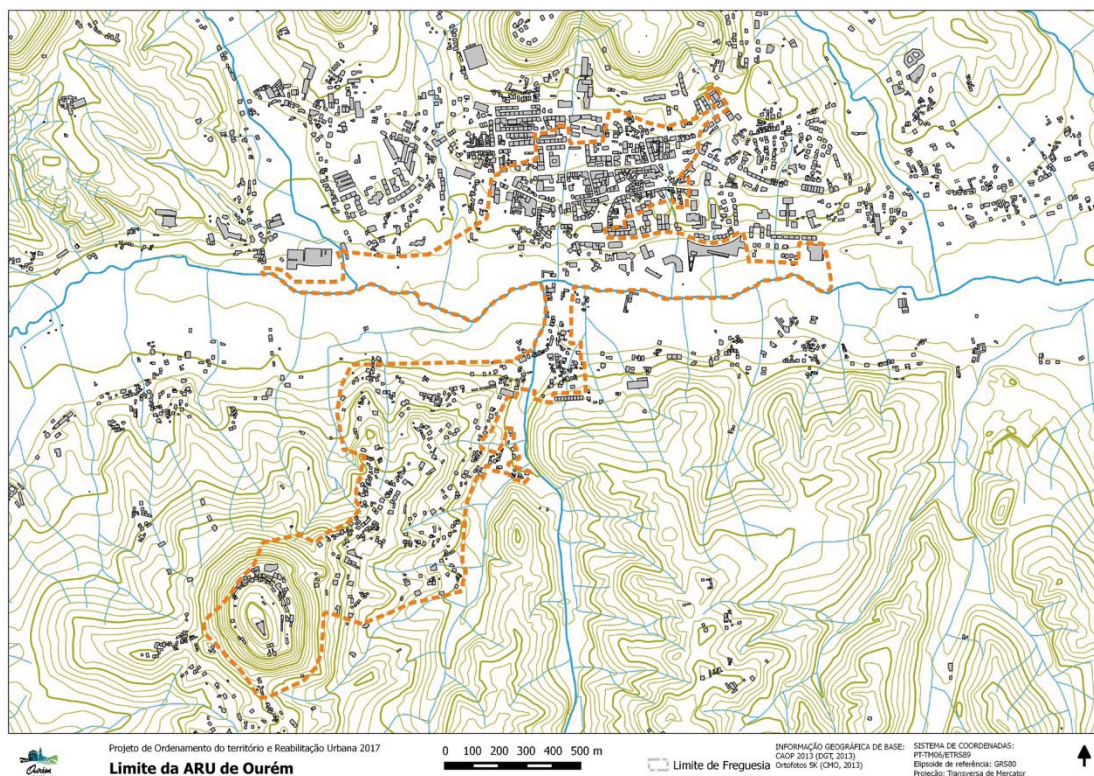 Ourém
Projeto de Ordenamento do território e Reabilitação Urbana 2017
Limite da ARU de Ourém
0 100 200 300 400 500 m
Limite de Freguesia
INFORMAÇÃO GEOGRÁFICA DE BASE:
CAOP 2013 (DGT, 2013)
Ortofotos 5K (CMO, 2013)
SISTEMA DE COORDENADAS:
PT-TM06/ETRS89
Elipsoide de referência: GRS80
Projeção: Transversa de Mercator